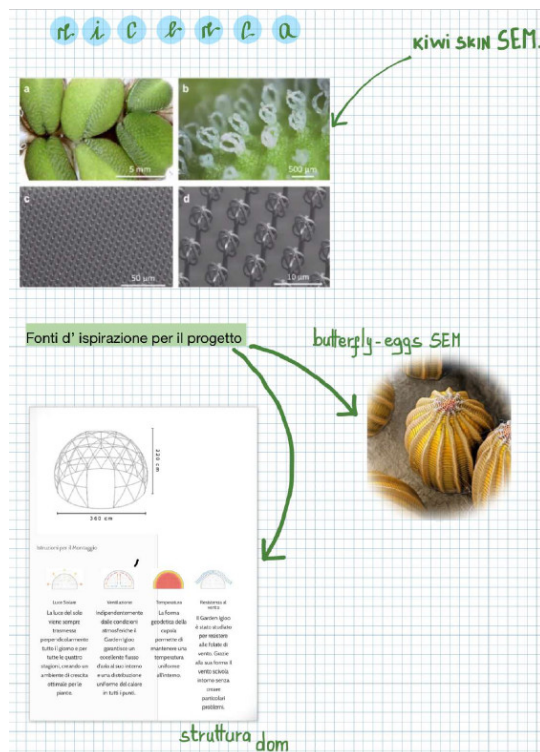 ricerca
KIWI SKIN SEM.
a
b
5 mm
500 µm
c
d
50 µm
10 µm
Fonti d' ispirazione per il progetto
butterfly-eggs SEM
220 cm
360 cm
Istruzioni per il Montaggio
Luce Solare
La luce del sole
viene sempre
trasmessa
perpendicolarmente
tutto il giorno e per
tutte le quattro
stagioni, creando un
ambiente di crescita
ottimale per le
piante.
Ventilazione
Indipendentemente
dalle condizioni
atmosferiche il
Garden Igloo
garantisce un
eccellente flusso
d'aria al suo interno
e una distribuzione
uniforme del calore
in tutti i punti.
Temperatura
La forma
geodetica della
capsula
permette di
mantenere una
temperatura
uniforme
all'interno.
Resistenza al
vento
Il Garden Igloo
è stato studiato
per resistere
alle folate di
vento. Grazie
alla sua forma il
vento scivola
intorno senza
creare
particolari
problemi.
struttura dom